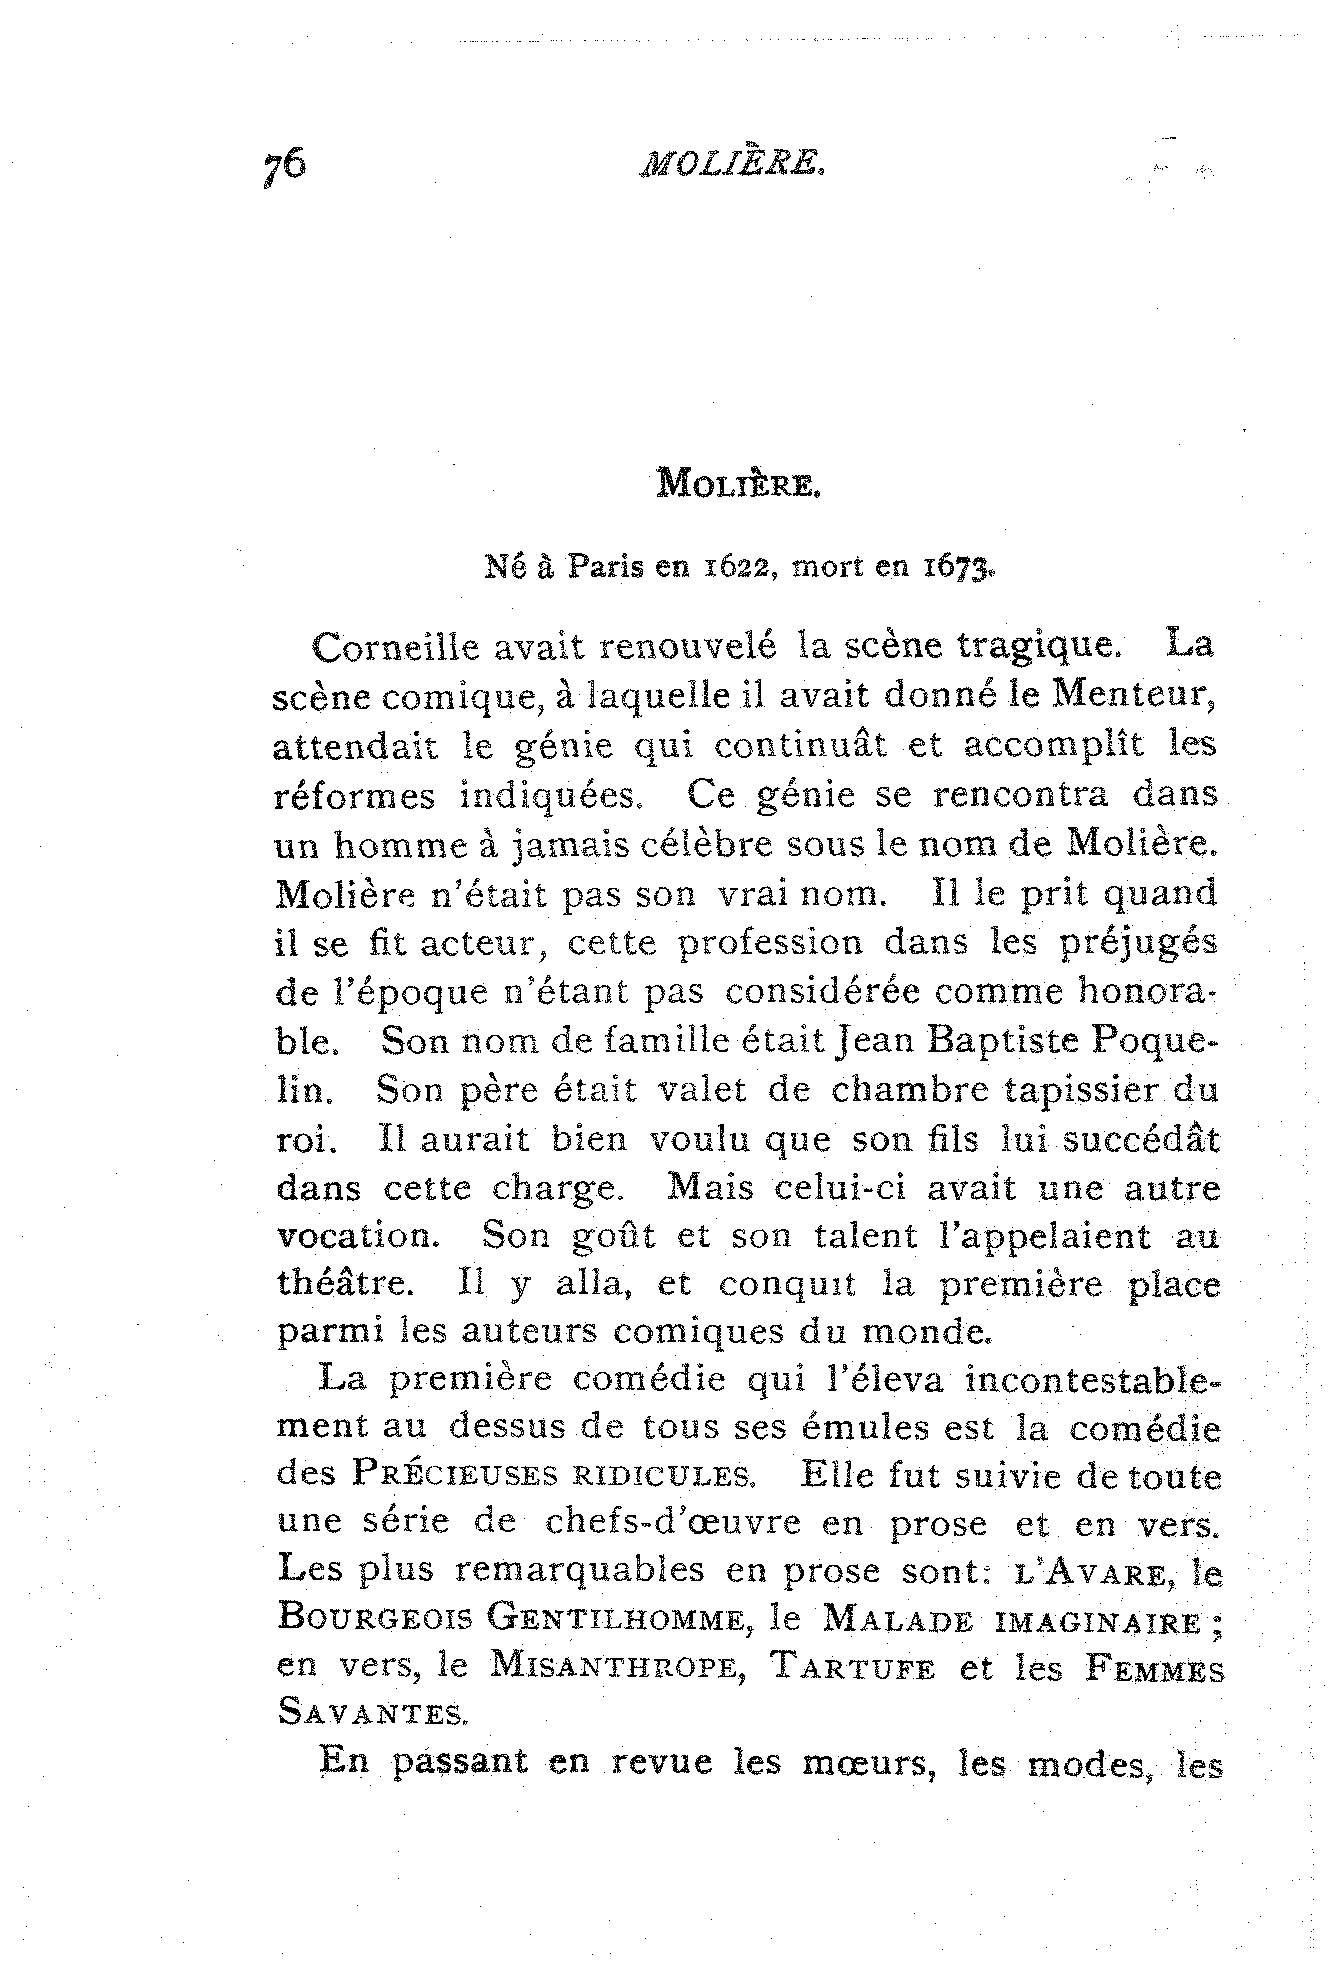 76 MOLIÈRE.
MOLIÈRE.
Né à Paris en 1622, mort en 1673.
Corneille avait renouvelé la scène tragique. La
scène comique, à laquelle il avait donné le Menteur,
attendait le génie qui continuât et accomplît les
réformes indiquées. Ce génie se rencontra dans
un homme à jamais célèbre sous le nom de Molière.
Molière n'était pas son vrai nom. Il le prit quand
il se fit acteur, cette profession dans les préjugés
de l'époque n'étant pas considérée comme honora-
ble. Son nom de famille était Jean Baptiste Poque-
lin. Son père était valet de chambre tapissier du
roi. Il aurait bien voulu que son fils lui succédât
dans cette charge. Mais celui-ci avait une autre
vocation. Son goût et son talent l'appelaient au
théâtre. Il y alla, et conquit la première place
parmi les auteurs comiques du monde.
La première comédie qui l'éleva incontestable-
ment au dessus de tous ses émules est la comédie
des PRÉCIEUSES RIDICULES. Elle fut suivie de toute
une série de chefs-d'œuvre en prose et en vers.
Les plus remarquables en prose sont: L'AVARE, le
BOURGEOIS GENTILHOMME, le MALADE IMAGINAIRE ;
en vers, le MISANTHROPE, TARTUFE et les FEMMES
SAVANTES.
En passant en revue les mœurs, les modes, les